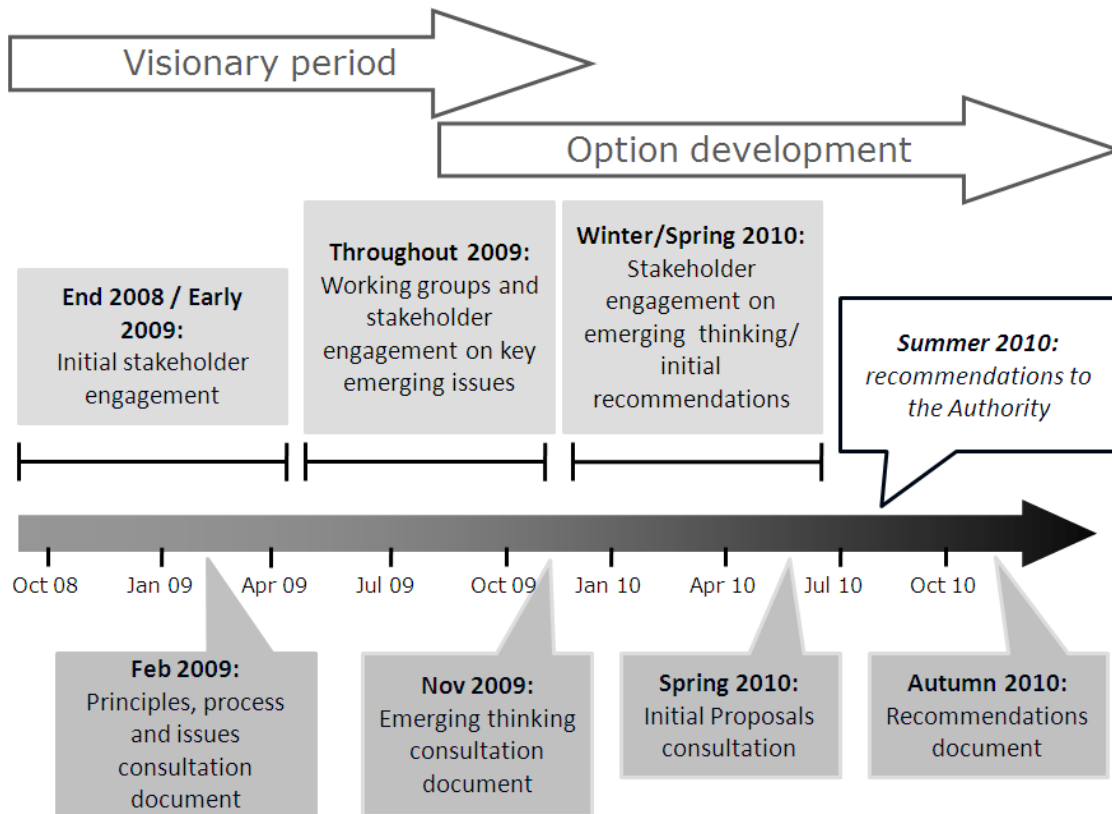 Visionary period
Option development
End 2008 / Early
2009:
Initial stakeholder
engagement
Throughout 2009:
Working groups and
stakeholder
engagement on key
emerging issues
Winter/Spring 2010:
Stakeholder
engagement on
emerging thinking/
initial
recommendations
Summer 2010:
recommendations to
the Authority
Oct 08
Jan 09
Apr 09
Jul 09
Oct 09
Jan 10
Apr 10
Jul 10
Oct 10
Feb 2009:
Principles, process
and issues
consultation
document
Nov 2009:
Emerging thinking
consultation
document
Spring 2010:
Initial Proposals
consultation
Autumn 2010:
Recommendations
document